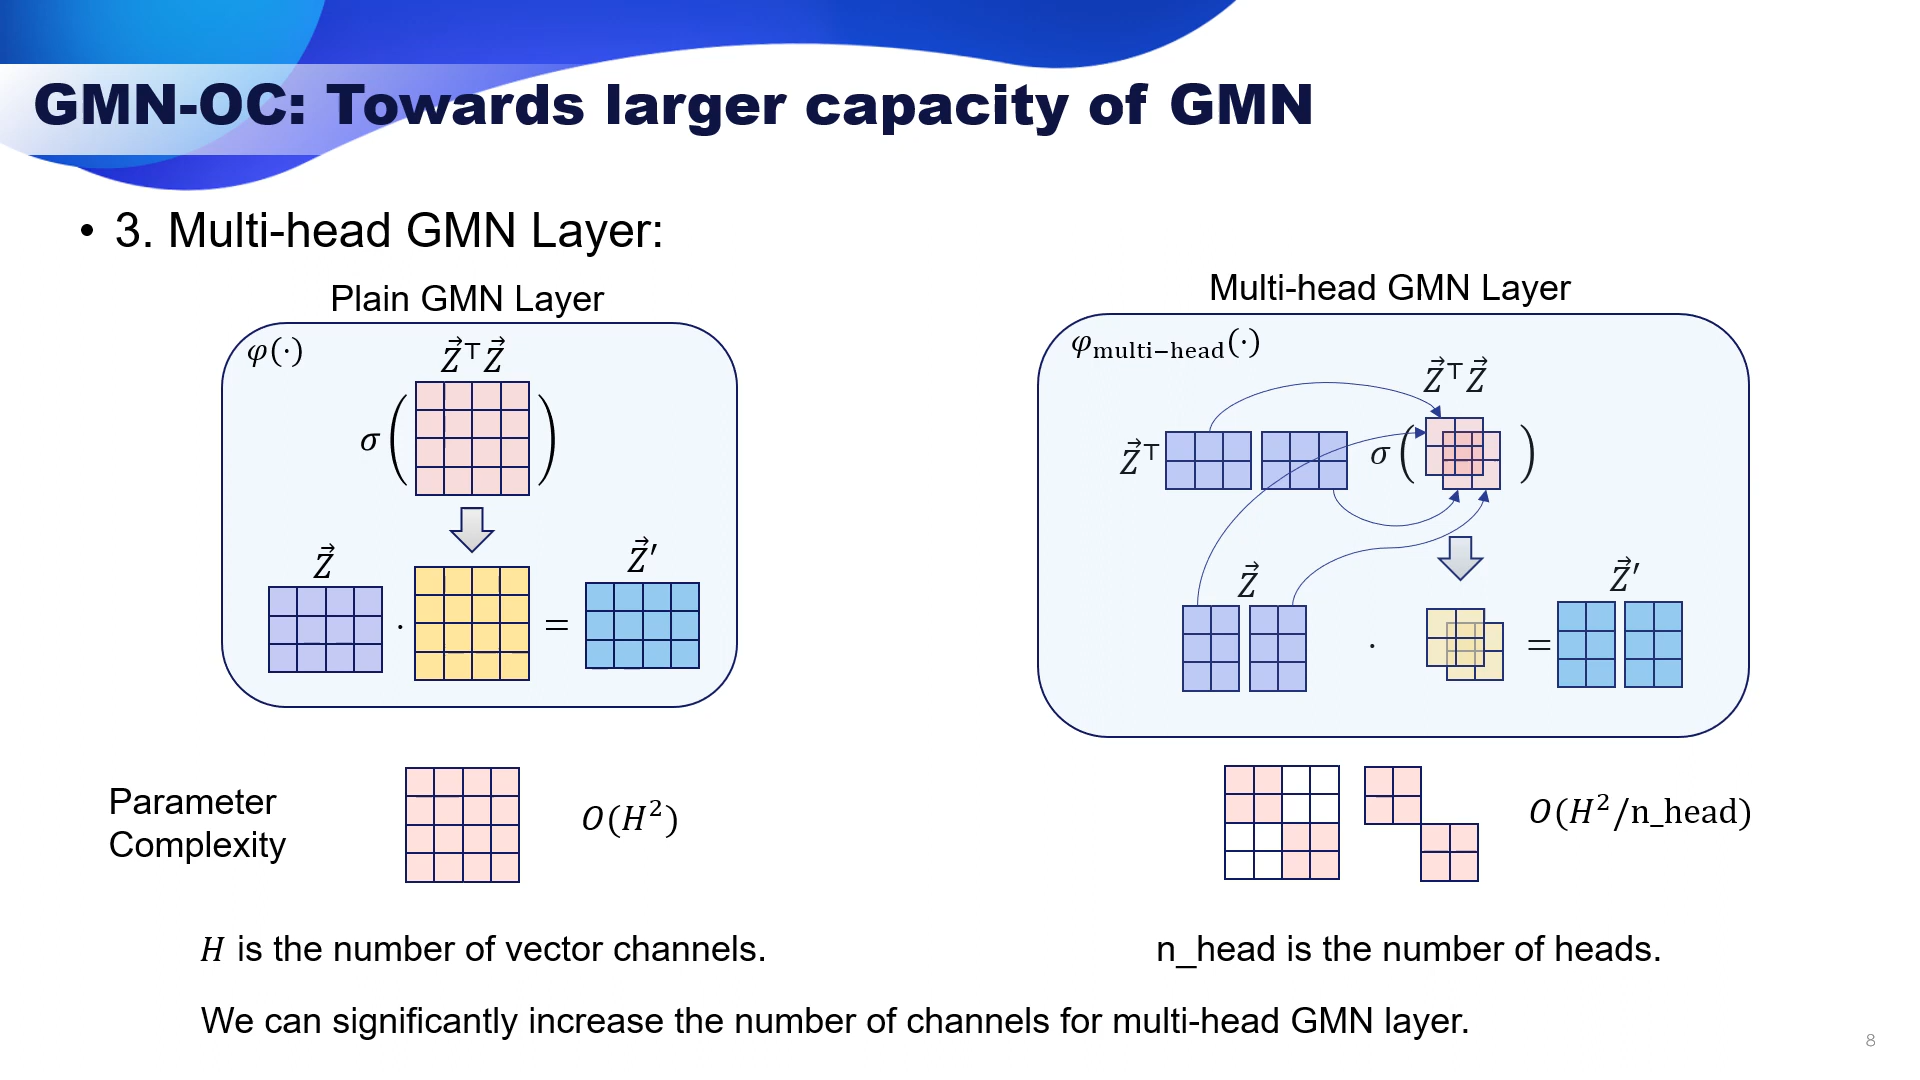 GMN-OC: Towards larger capacity of GMN
• 3. Multi-head GMN Layer:
Plain GMN Layer
φ(·)
Z⃗⊤Z⃗
σ ( )
Z⃗
·
=
Z⃗′
Multi-head GMN Layer
φmulti−head(·)
Z⃗⊤Z⃗
Z⃗⊤
σ ( )
Z⃗
·
=
Z⃗′
Parameter
Complexity
O(H²)
O(H²/n_head)
H is the number of vector channels.
n_head is the number of heads.
We can significantly increase the number of channels for multi-head GMN layer.
8